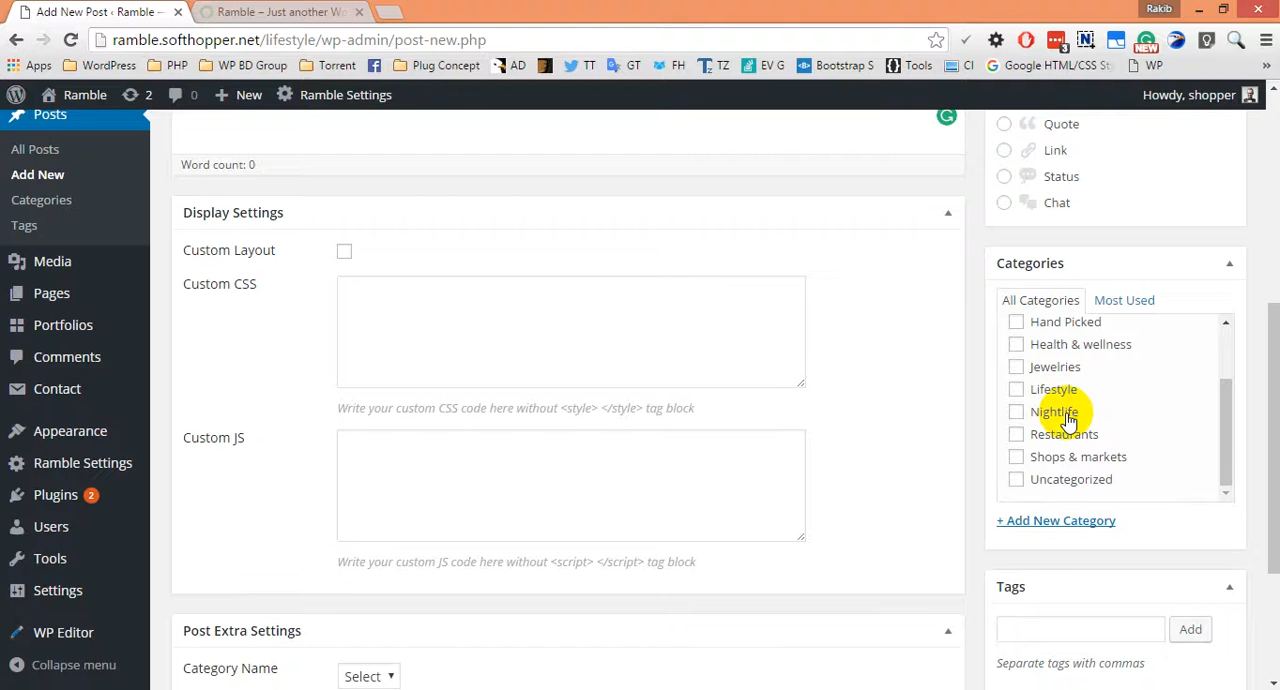 Add New Post ‹ Ramble —
Ramble – Just another Wo
Rakib
ramble.softhopper.net/lifestyle/wp-admin/post-new.php
3
NEW
Apps
WordPress
PHP
WP BD Group
Torrent
Plug Concept
AD
TT
GT
FH
TZ
EV G
Bootstrap S
Tools
CI
Google HTML/CSS St
WP
»
Ramble
2
0
New
Ramble Settings
Howdy, shopper
Posts
All Posts
Add New
Categories
Tags
Media
Pages
Portfolios
Comments
Contact
Appearance
Ramble Settings
Plugins 2
Users
Tools
Settings
WP Editor
Collapse menu
Word count: 0
Display Settings
Custom Layout
Custom CSS
Write your custom CSS code here without <style> </style> tag block
Custom JS
Write your custom JS code here without <script> </script> tag block
Post Extra Settings
Category Name
Select
Quote
Link
Status
Chat
Categories
All Categories
Most Used
Hand Picked
Health & wellness
Jewelries
Lifestyle
Nightlife
Restaurants
Shops & markets
Uncategorized
+ Add New Category
Tags
Add
Separate tags with commas